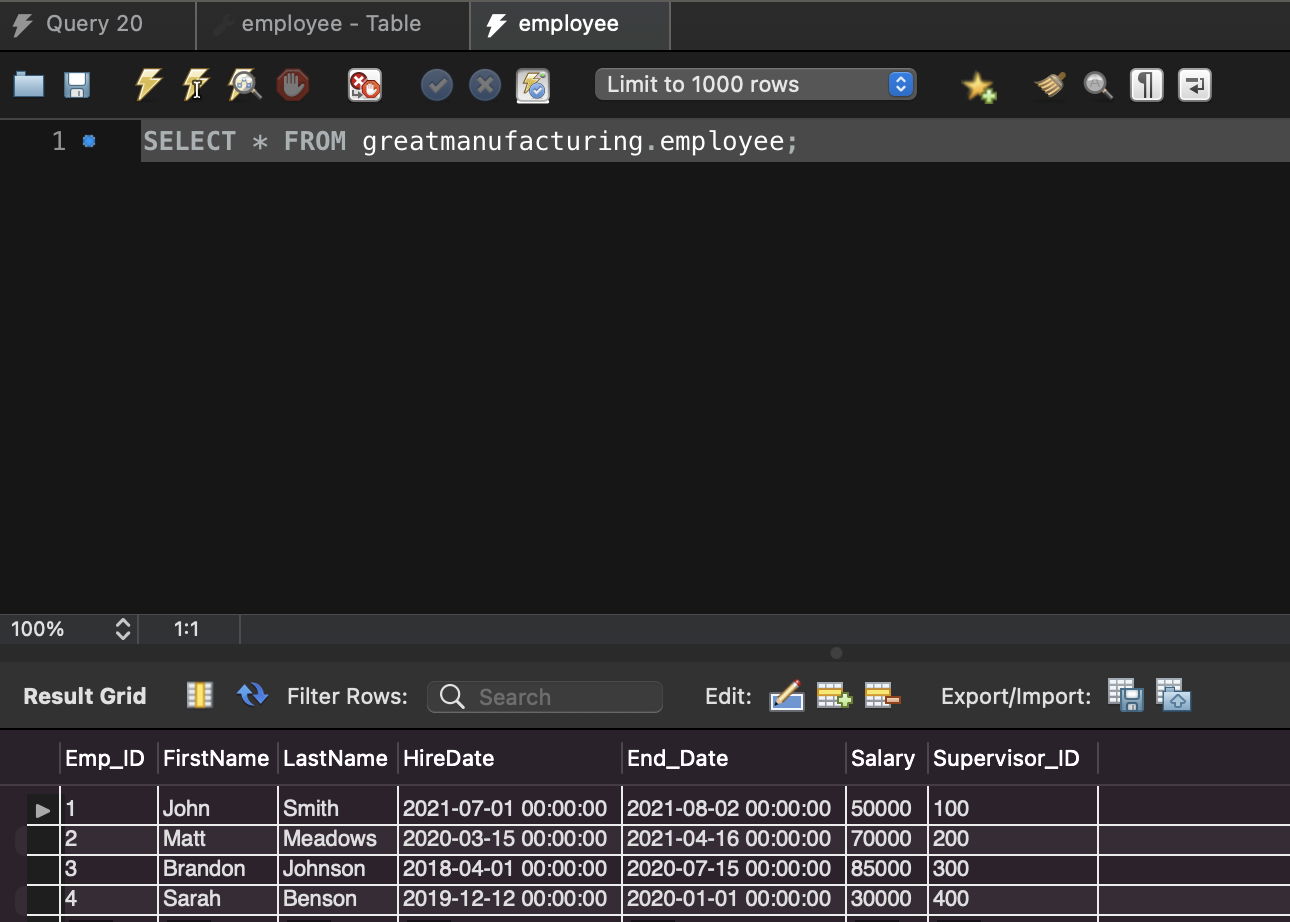 Query 20 employee - Table employee
Limit to 1000 rows
1 SELECT * FROM greatmanufacturing.employee;
100% 1:1
Result Grid Filter Rows: Search Edit: Export/Import:
Emp_ID FirstName LastName HireDate End_Date Salary Supervisor_ID
1 John Smith 2021-07-01 00:00:00 2021-08-02 00:00:00 50000 100
2 Matt Meadows 2020-03-15 00:00:00 2021-04-16 00:00:00 70000 200
3 Brandon Johnson 2018-04-01 00:00:00 2020-07-15 00:00:00 85000 300
4 Sarah Benson 2019-12-12 00:00:00 2020-01-01 00:00:00 30000 400